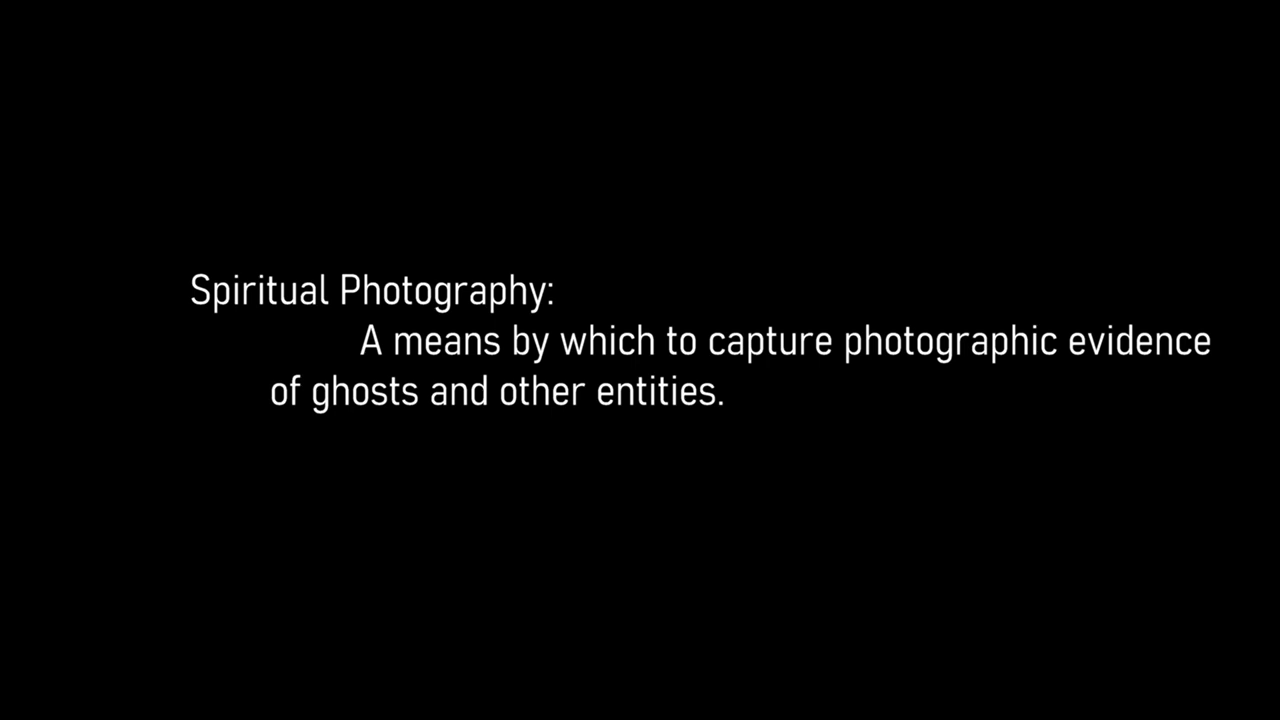 Spiritual Photography:
A means by which to capture photographic evidence
of ghosts and other entities.